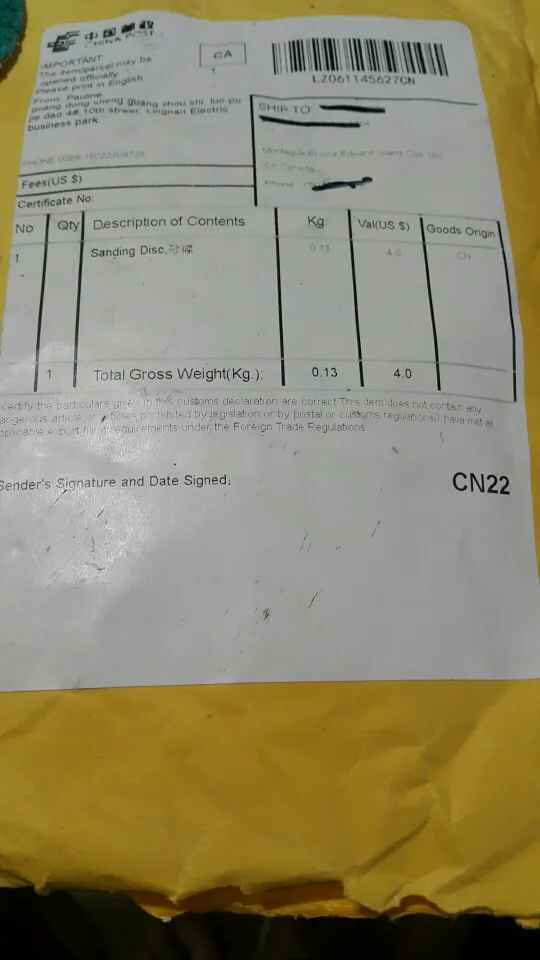 中国邮政
CHINA POST
IMPORTANT
The item/parcel may be
opened officially
Please print in English
CA
1
LZ061145627CN
From: Pauline
guang dong sheng guang zhou shi luo pu
jie dao 4# 10th street, Lingnan Electric
business park
SHIP TO
Montague Prince Edward Island
CA Canada
Phone
PHONE
Fees(US $)
Certificate No:
No Qty Description of Contents Kg Val(US $) Goods Origin
1 Sanding Disc.砂碟 0.13 4.0 CN
1 Total Gross Weight(Kg.): 0.13 4.0
certify the particulars given in this customs declaration are correct This item does not contain any
angerous article or articles prohibited by legislation or by postal or customs regulations I have met all
pplicable export requirements under the Foreign Trade Regulations
Sender's Signature and Date Signed:
CN22